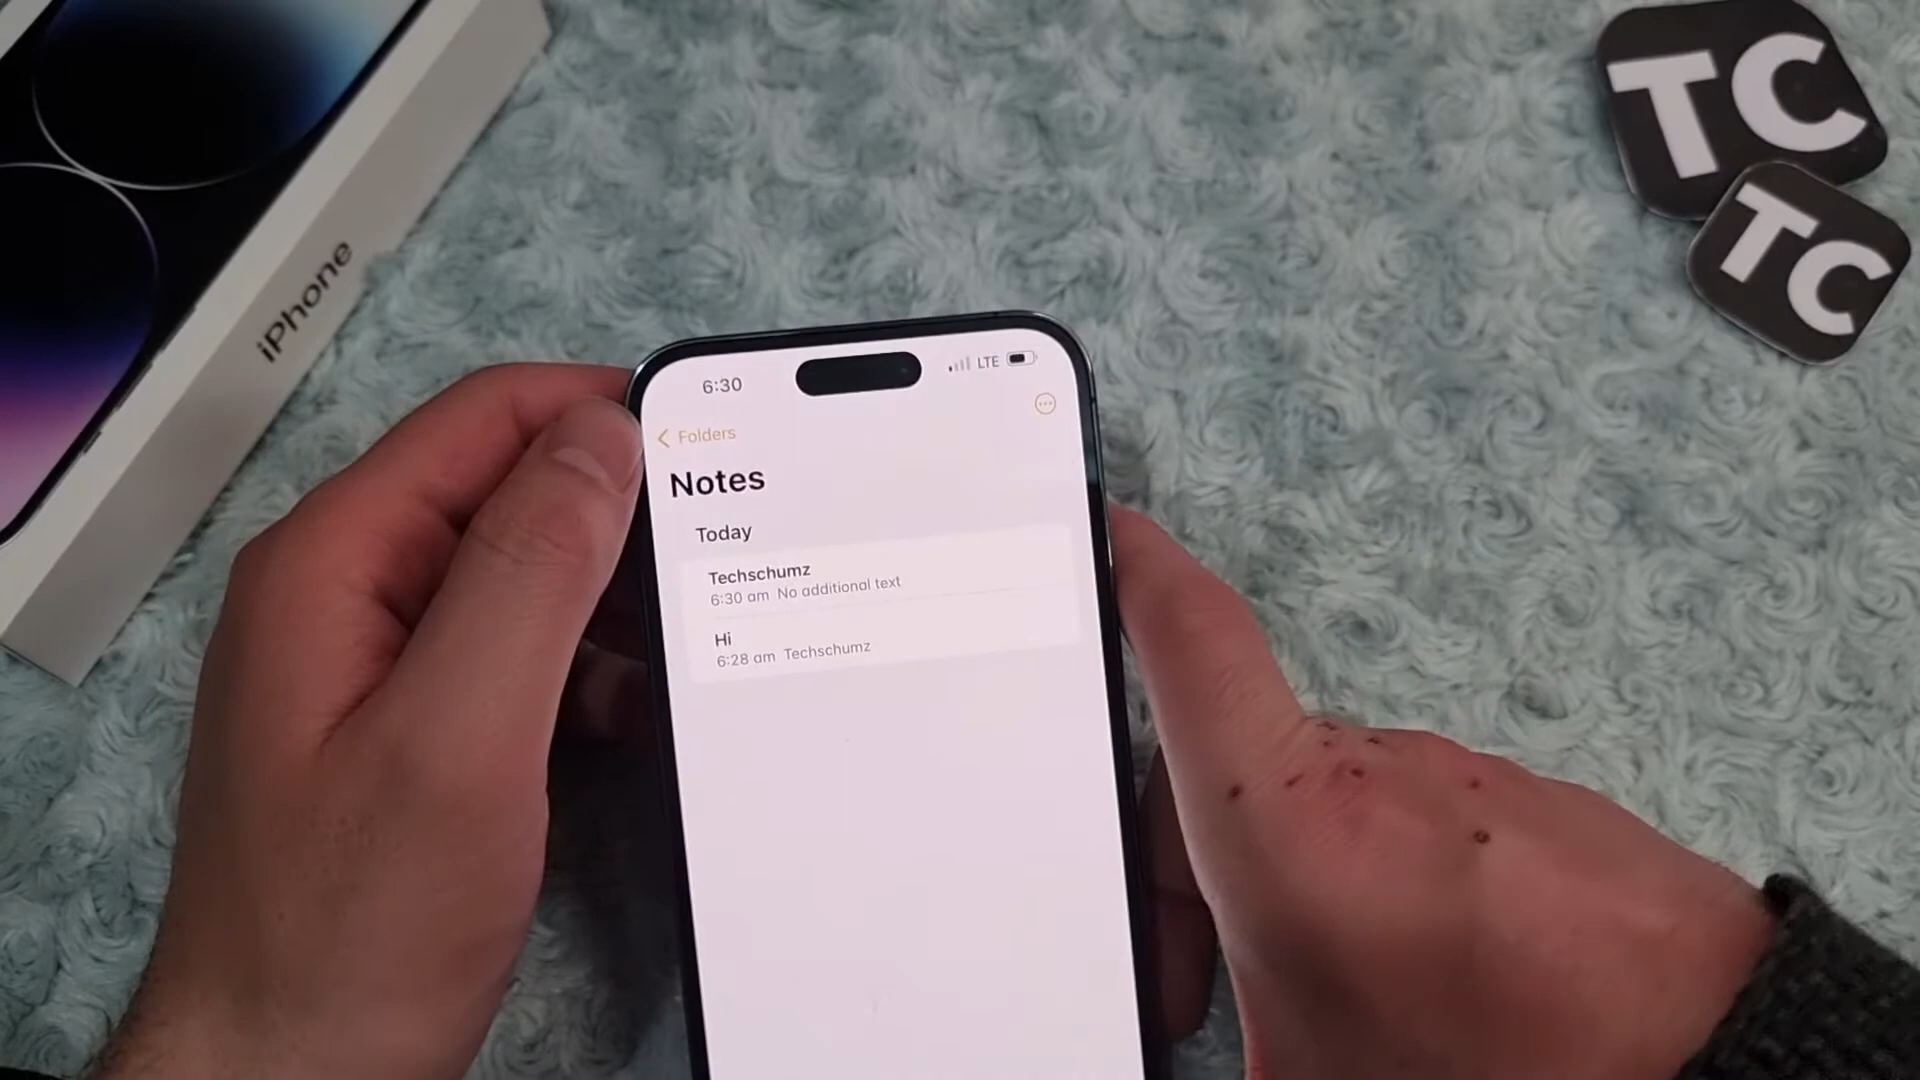 TC
TC
iPhone
6:30
LTE
Folders
Notes
Today
Techschumz
6:30 am No additional text
Hi
6:28 am Techschumz